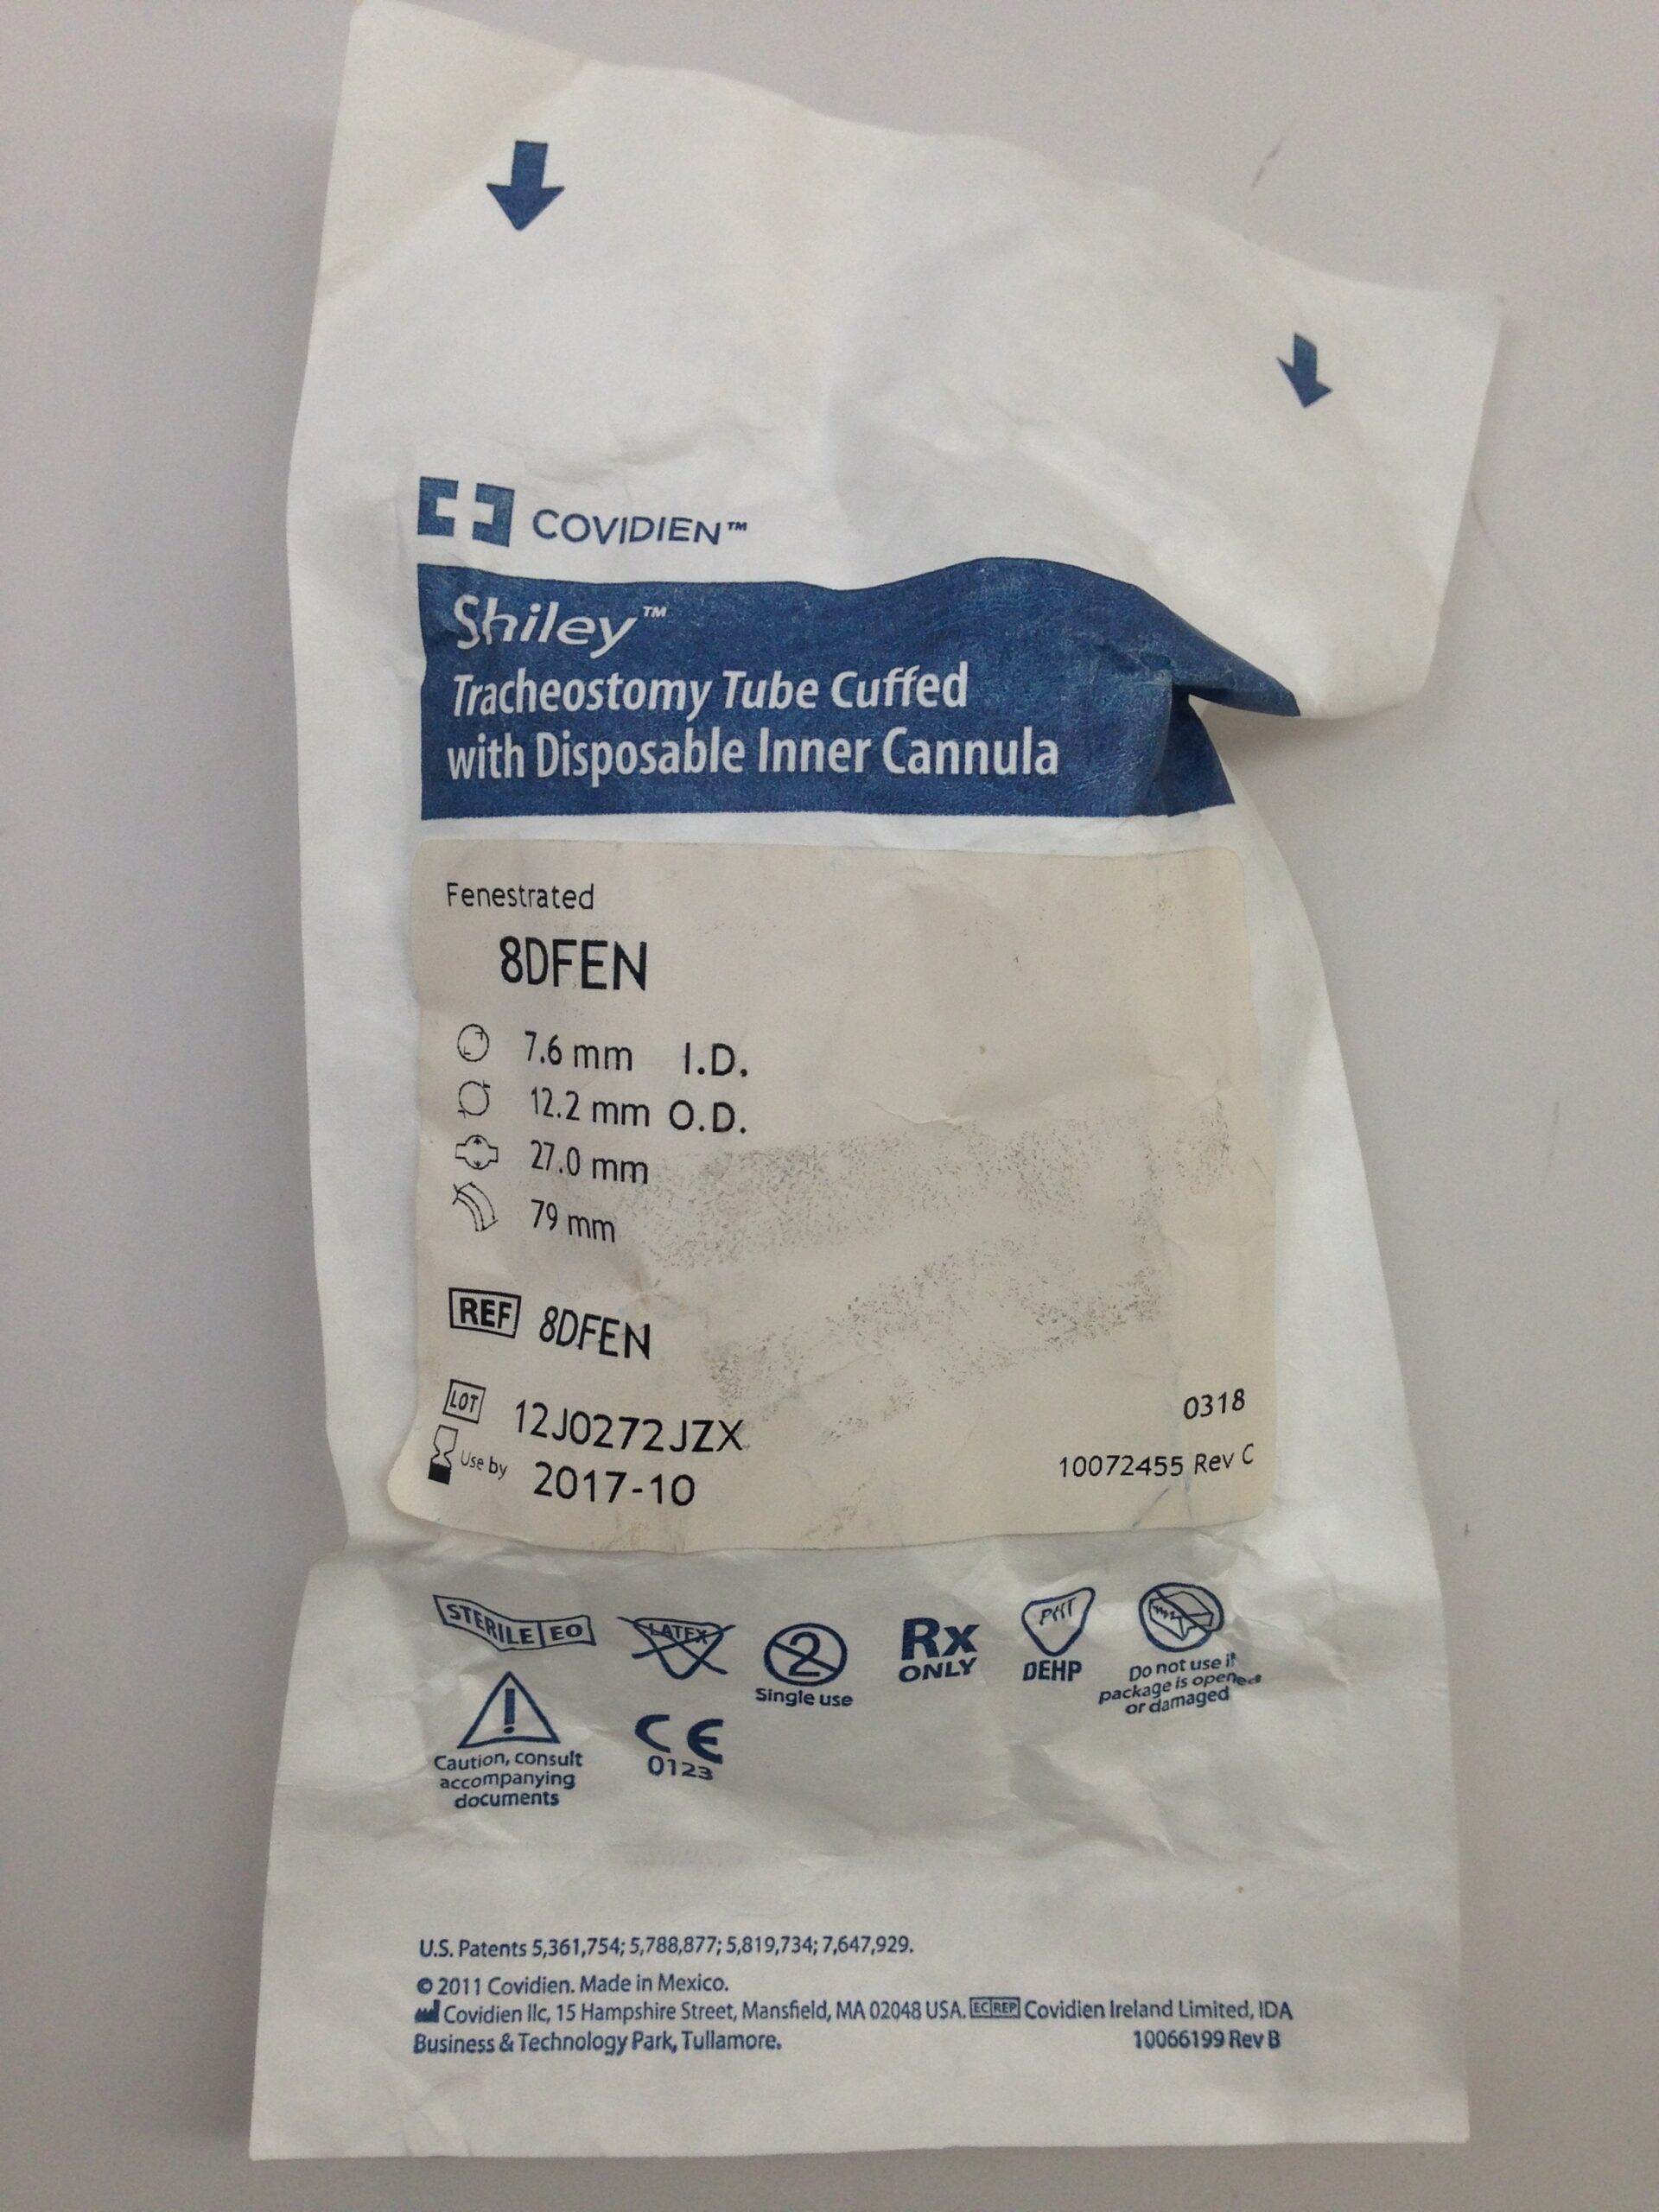 COVIDIEN™
Shiley™
Tracheostomy Tube Cuffed
with Disposable Inner Cannula
Fenestrated
8DFEN
7.6 mm I.D.
12.2 mm O.D.
27.0 mm
79 mm
REF 8DFEN
LOT 12J0272JZX
0318
Use by 2017-10
10072455 Rev C
STERILE EO
LATEX
2
Single use
Rx
ONLY
PHT
DEHP
Do not use if
package is opened
or damaged
!
Caution, consult
accompanying
documents
CE
0123
U.S. Patents 5,361,754; 5,788,877; 5,819,734; 7,647,929.
© 2011 Covidien. Made in Mexico.
Covidien llc, 15 Hampshire Street, Mansfield, MA 02048 USA. EC REP Covidien Ireland Limited, IDA
Business & Technology Park, Tullamore.
10066199 Rev B